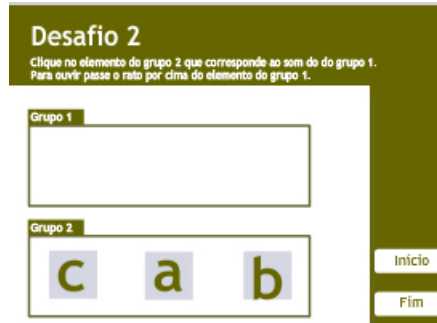 Desafio 2
Clique no elemento do grupo 2 que corresponde ao som do do grupo 1.
Para ouvir passe o rato por cima do elemento do grupo 1.
Grupo 1
Grupo 2
c a b
Início
Fim